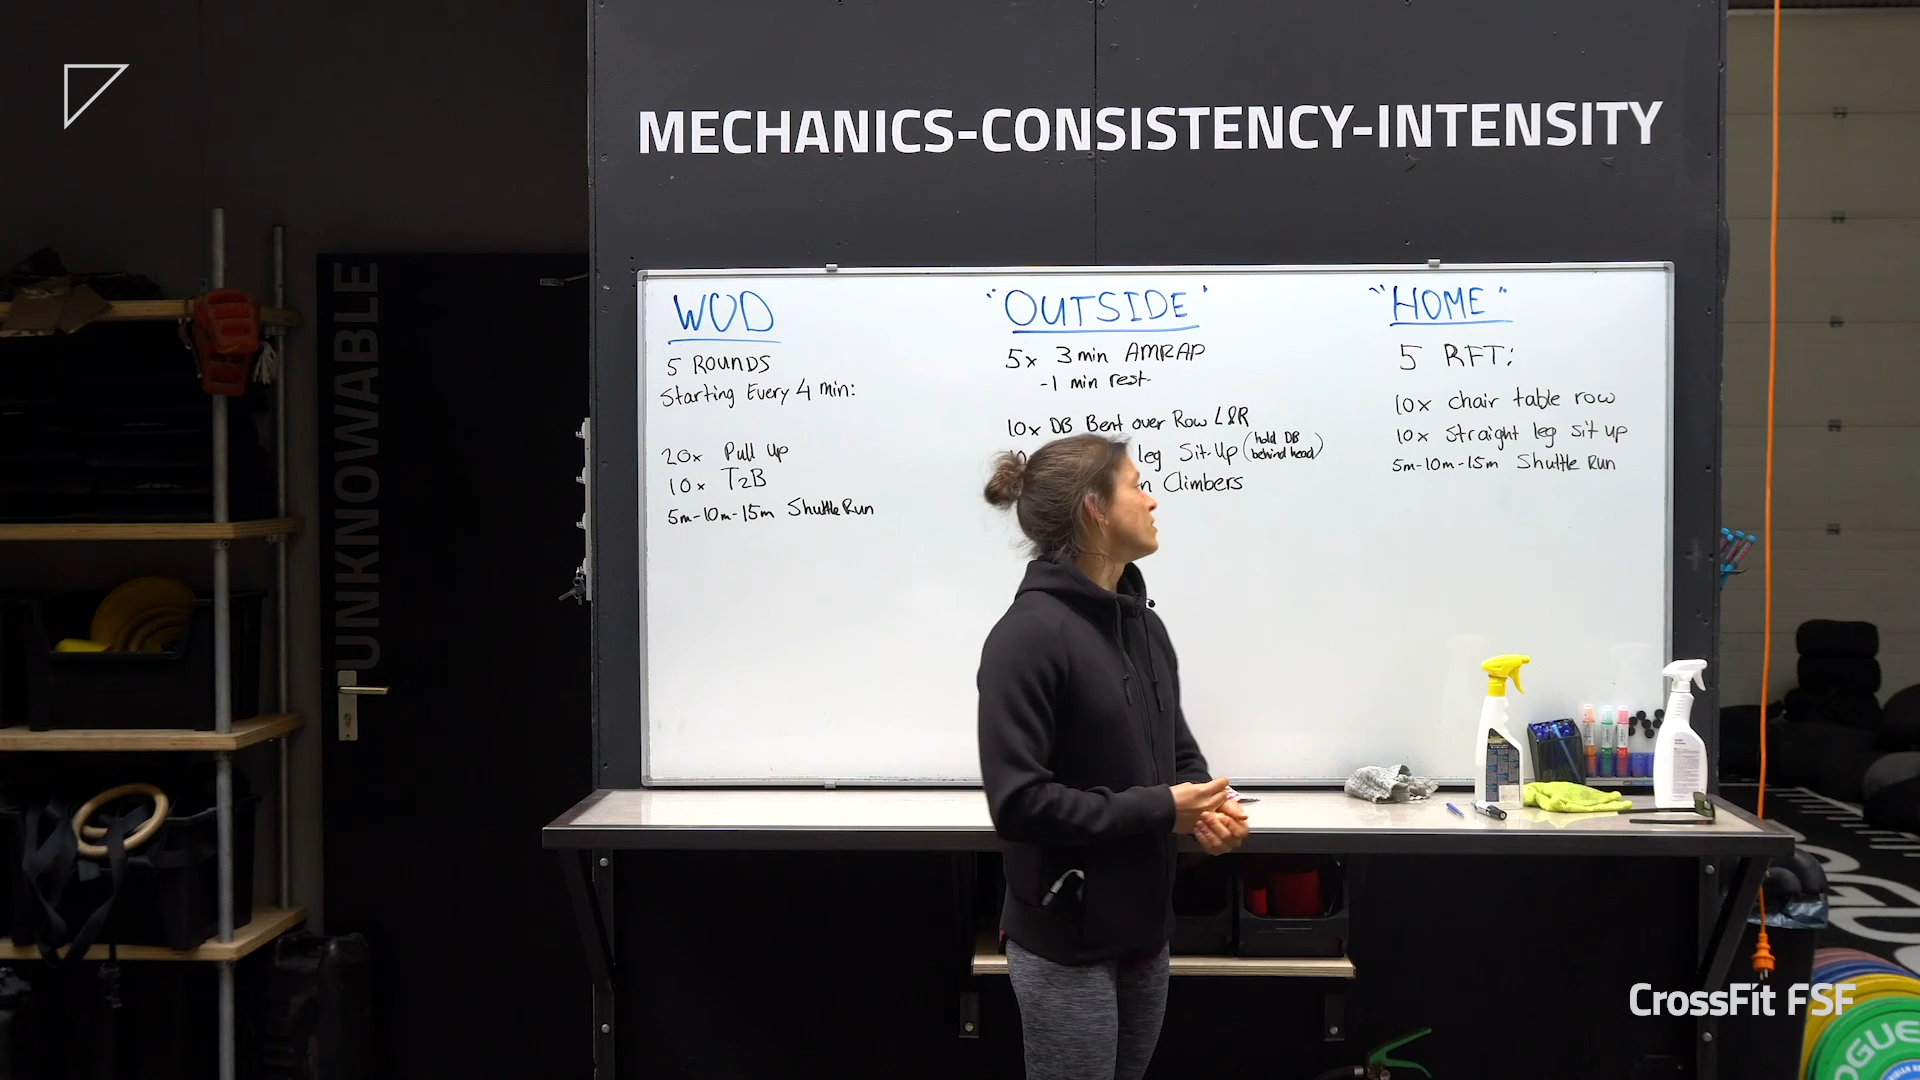 MECHANICS-CONSISTENCY-INTENSITY
UNKNOWABLE
WOD
5 ROUNDS
Starting Every 4 min:
20x Pull Up
10x T2B
5m-10m-15m Shuttle Run
"OUTSIDE"
5x 3min AMRAP
-1 min rest-
10x DB Bent over Row L&R
leg Sit-Up (hold DB behind head)
Climbers
"HOME"
5 RFT:
10x chair table row
10x Straight leg sit up
5m-10m-15m Shuttle Run
CrossFit FSF
OGUE